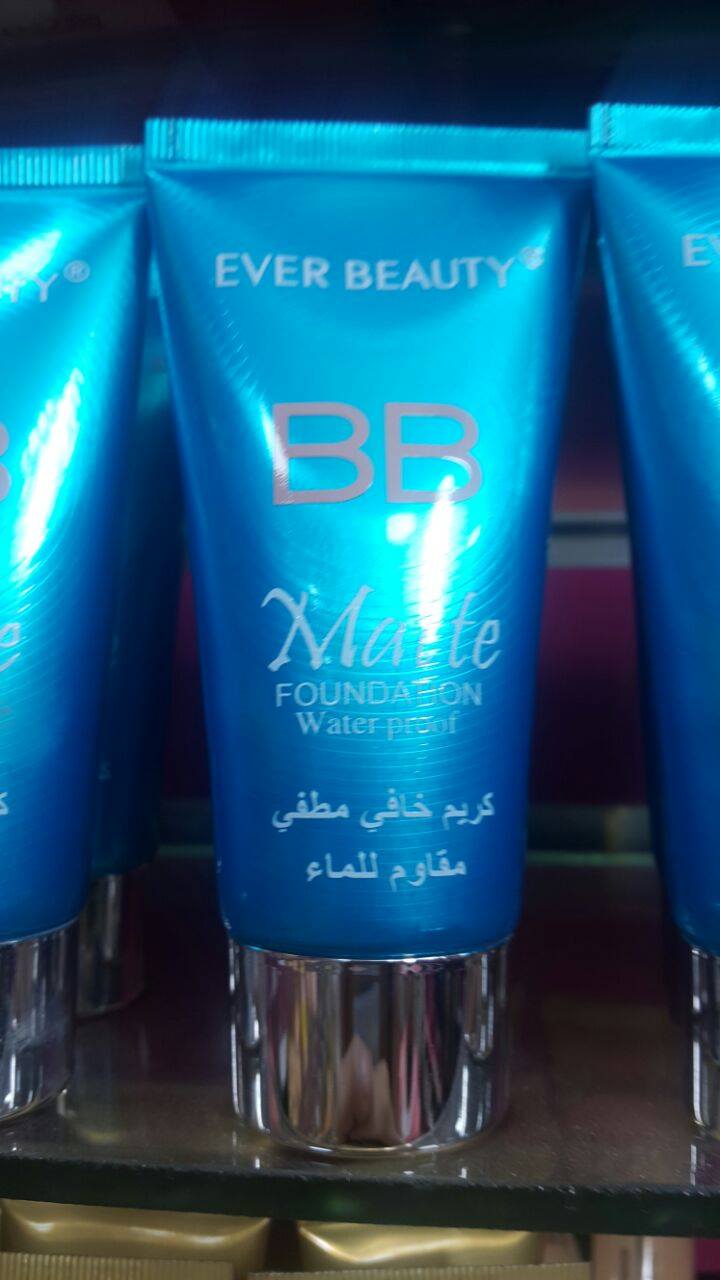 EVER BEAUTY®
BB
Matte
FOUNDATION
Water proof
كريم خافي مطفي
مقاوم للماء